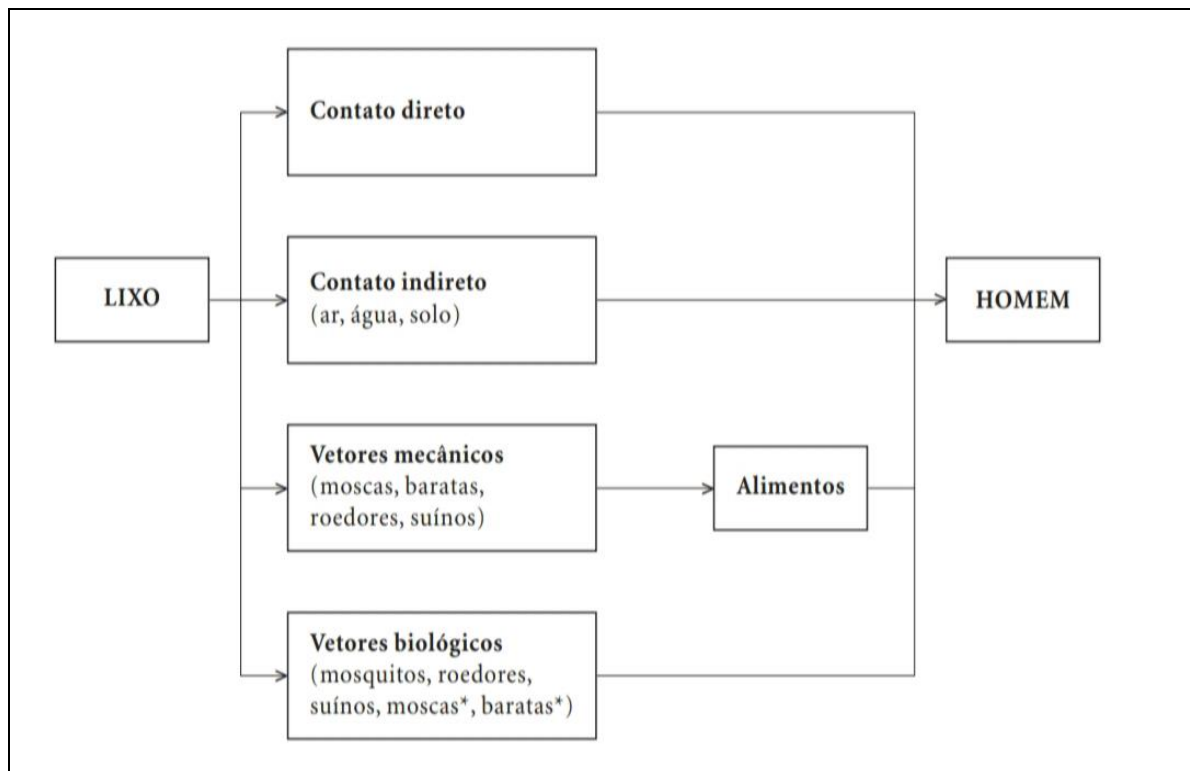 Contato direto
LIXO
Contato indireto
(ar, água, solo)
HOMEM
Vetores mecânicos
(moscas, baratas,
roedores, suínos)
Alimentos
Vetores biológicos
(mosquitos, roedores,
suínos, moscas*, baratas*)